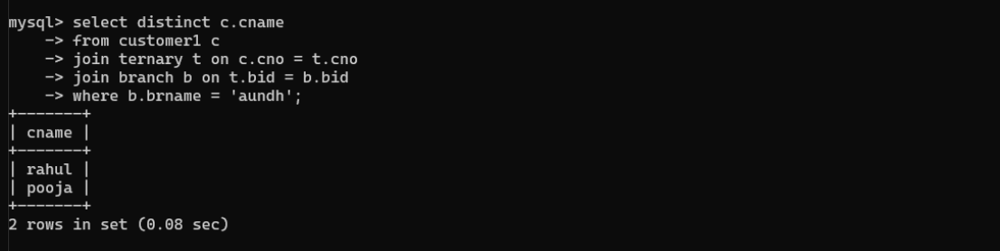 mysql> select distinct c.cname
    -> from customer1 c
    -> join ternary t on c.cno = t.cno
    -> join branch b on t.bid = b.bid
    -> where b.brname = 'aundh';
+-------+
| cname |
+-------+
| rahul |
| pooja |
+-------+
2 rows in set (0.08 sec)